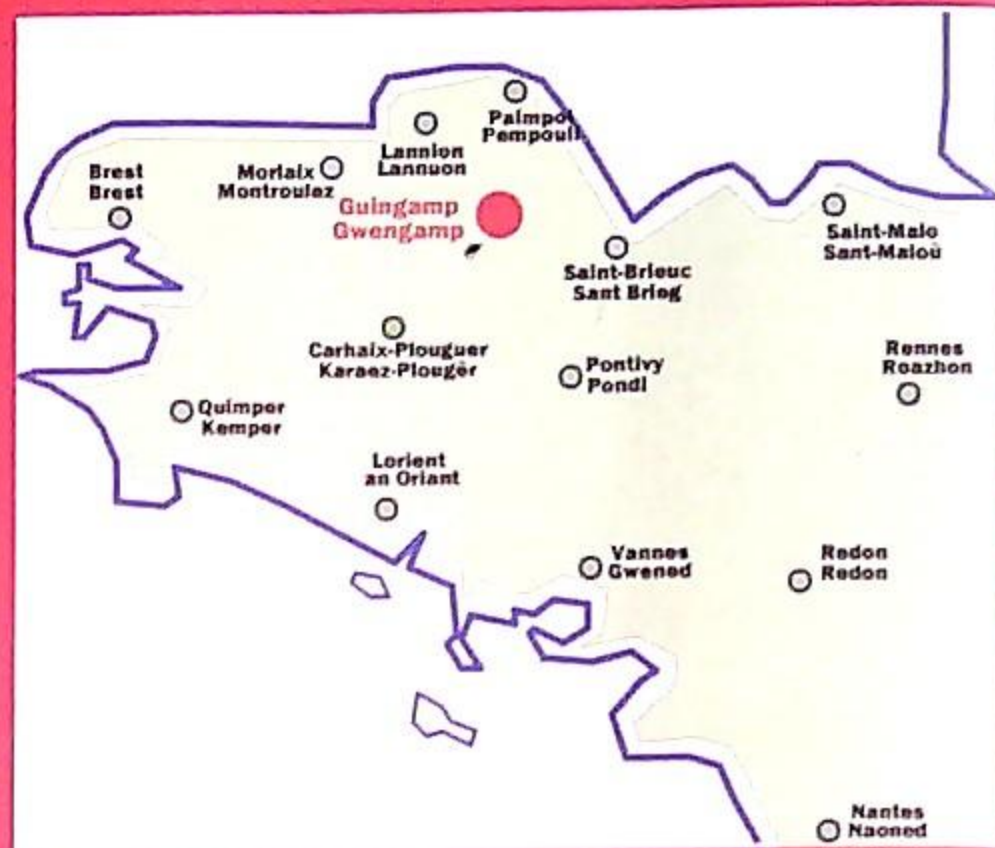 Paimpol
Pempoull
Lannion
Lannuon
Brest
Brest
Morlaix
Montroulez
Guingamp
Gwengamp
Saint-Malo
Sant-Maloù
Saint-Brieuc
Sant Brieg
Carhaix-Plouguer
Karaez-Plougêr
Pontivy
Pondi
Rennes
Roazhon
Quimper
Kemper
Lorient
an Oriant
Vannes
Gwened
Redon
Redon
Nantes
Naoned